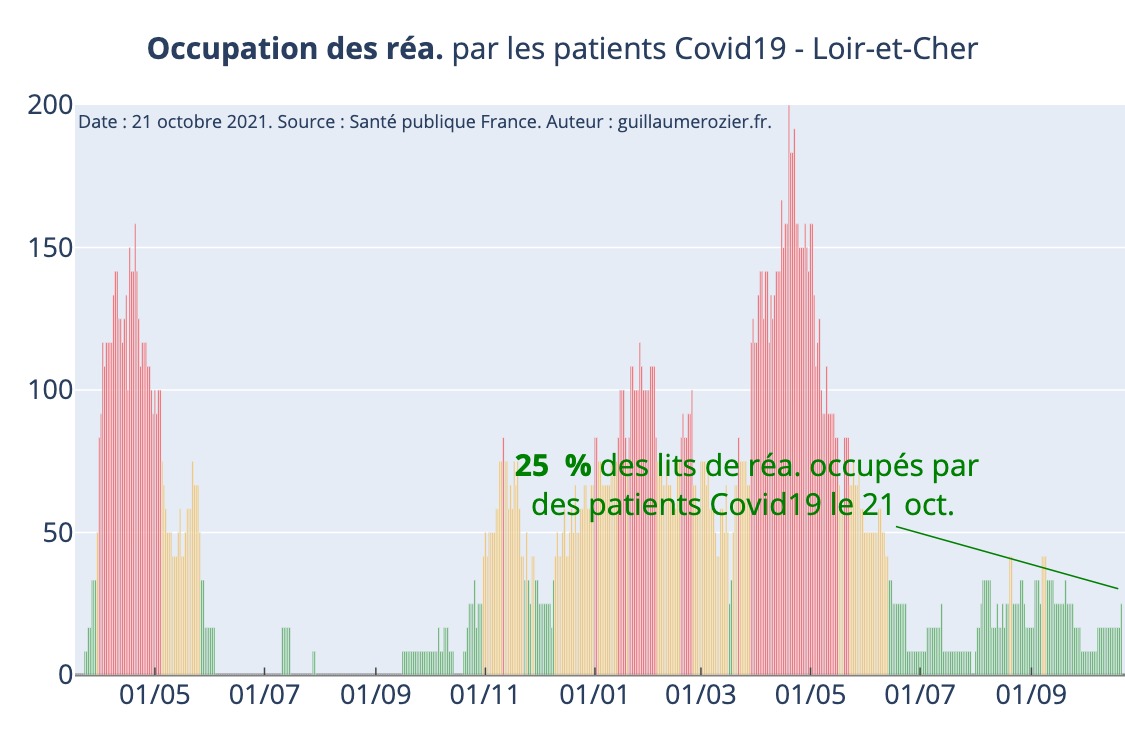 Occupation des réa. par les patients Covid19 - Loir-et-Cher
200
Date : 21 octobre 2021. Source : Santé publique France. Auteur : guillaumerozier.fr.
150
100
25 % des lits de réa. occupés par
des patients Covid19 le 21 oct.
50
0
01/05 01/07 01/09 01/11 01/01 01/03 01/05 01/07 01/09